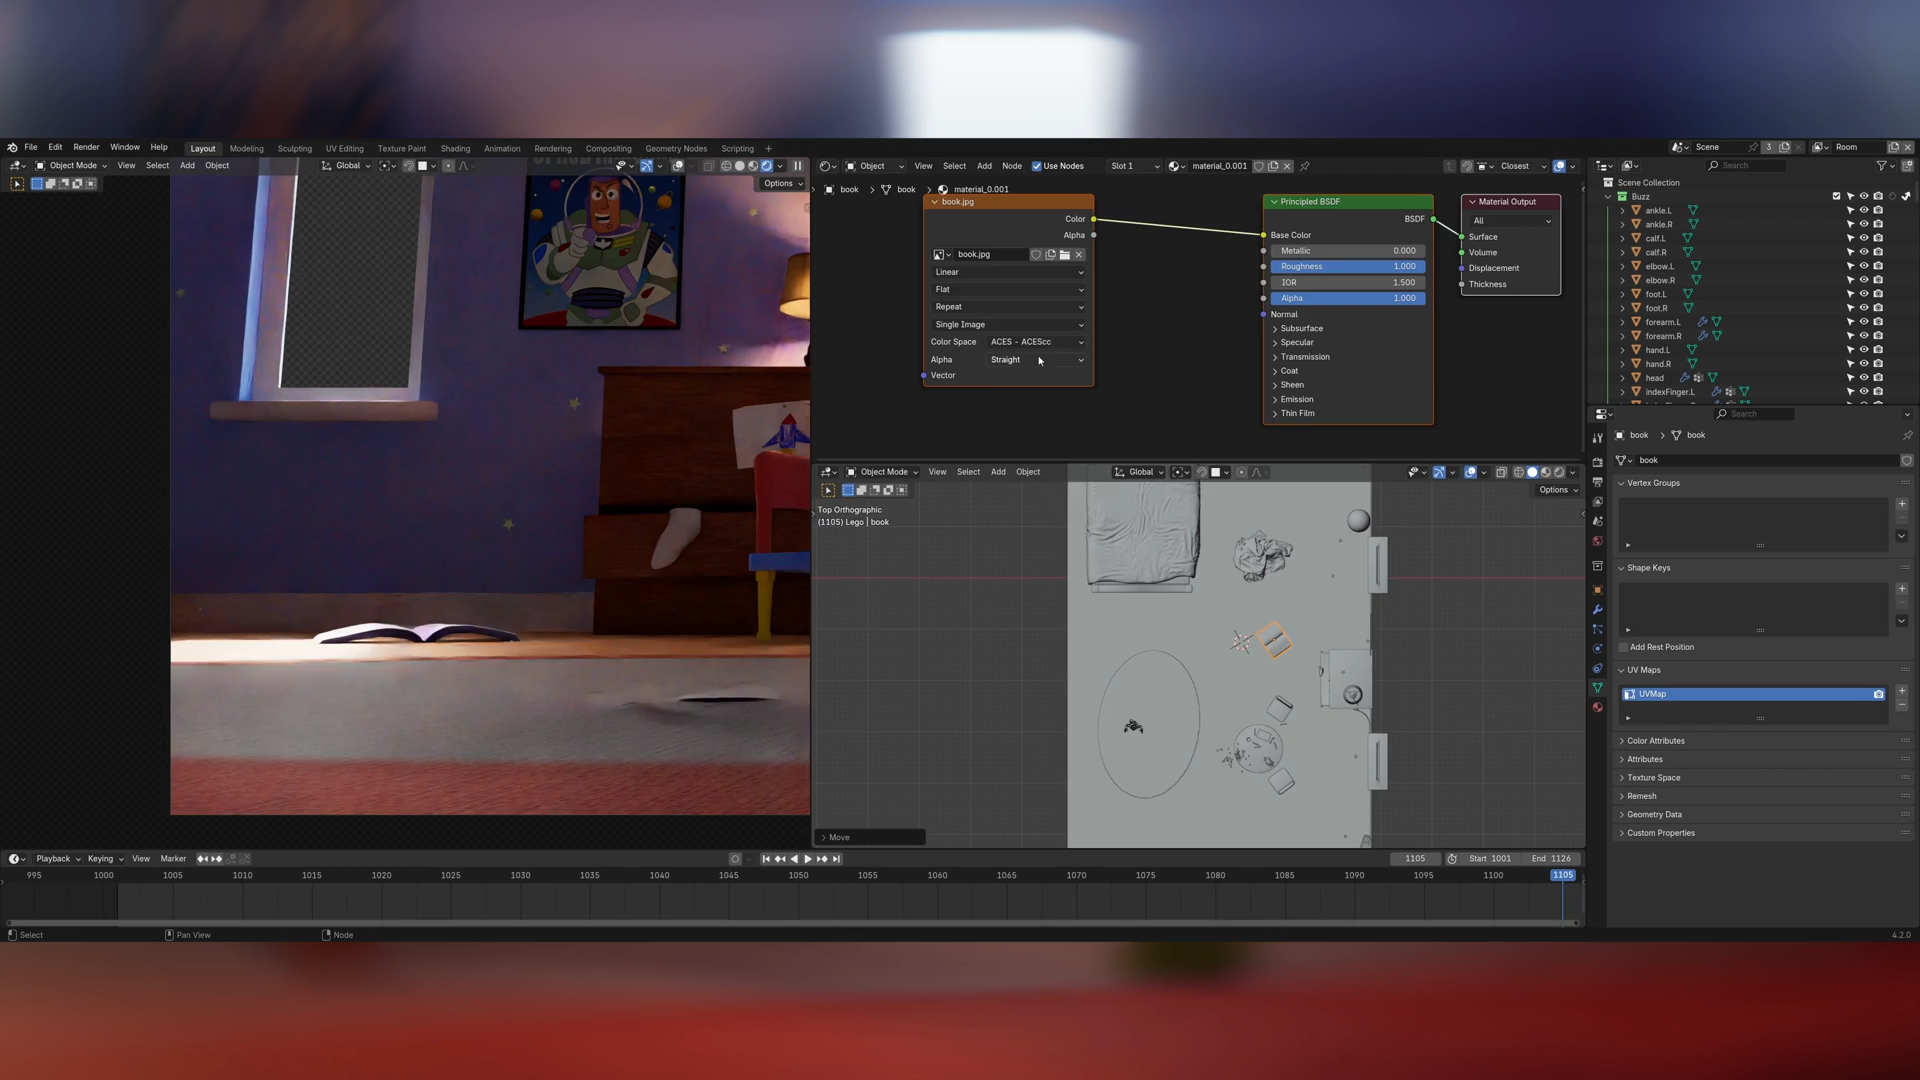 File Edit Render Window Help Layout Modeling Sculpting UV Editing Texture Paint Shading Animation Rendering Compositing Geometry Nodes Scripting + Scene 3 Room
Object Mode View Select Add Object Global
Options
Object View Select Add Node Use Nodes Slot 1 material_0.001 Closest
book > book > material_0.001
book.jpg
Color
Alpha
book.jpg
Linear
Flat
Repeat
Single Image
Color Space ACES - ACEScc
Alpha Straight
Vector
Principled BSDF
BSDF
Base Color
Metallic 0.000
Roughness 1.000
IOR 1.500
Alpha 1.000
Normal
Subsurface
Specular
Transmission
Coat
Sheen
Emission
Thin Film
Material Output
All
Surface
Volume
Displacement
Thickness
Object Mode View Select Add Object Global
Options
Top Orthographic
(1105) Lego | book
Move
Search
Scene Collection
Buzz
ankle.L
ankle.R
calf.L
calf.R
elbow.L
elbow.R
foot.L
foot.R
forearm.L
forearm.R
hand.L
hand.R
head
indexFinger.L
Search
book > book
book
Vertex Groups
Shape Keys
Add Rest Position
UV Maps
UVMap
Color Attributes
Attributes
Texture Space
Remesh
Geometry Data
Custom Properties
Playback Keying View Marker 1105 Start 1001 End 1126
995 1000 1005 1010 1015 1020 1025 1030 1035 1040 1045 1050 1055 1060 1065 1070 1075 1080 1085 1090 1095 1100 1105
Select Pan View Node 4.2.0